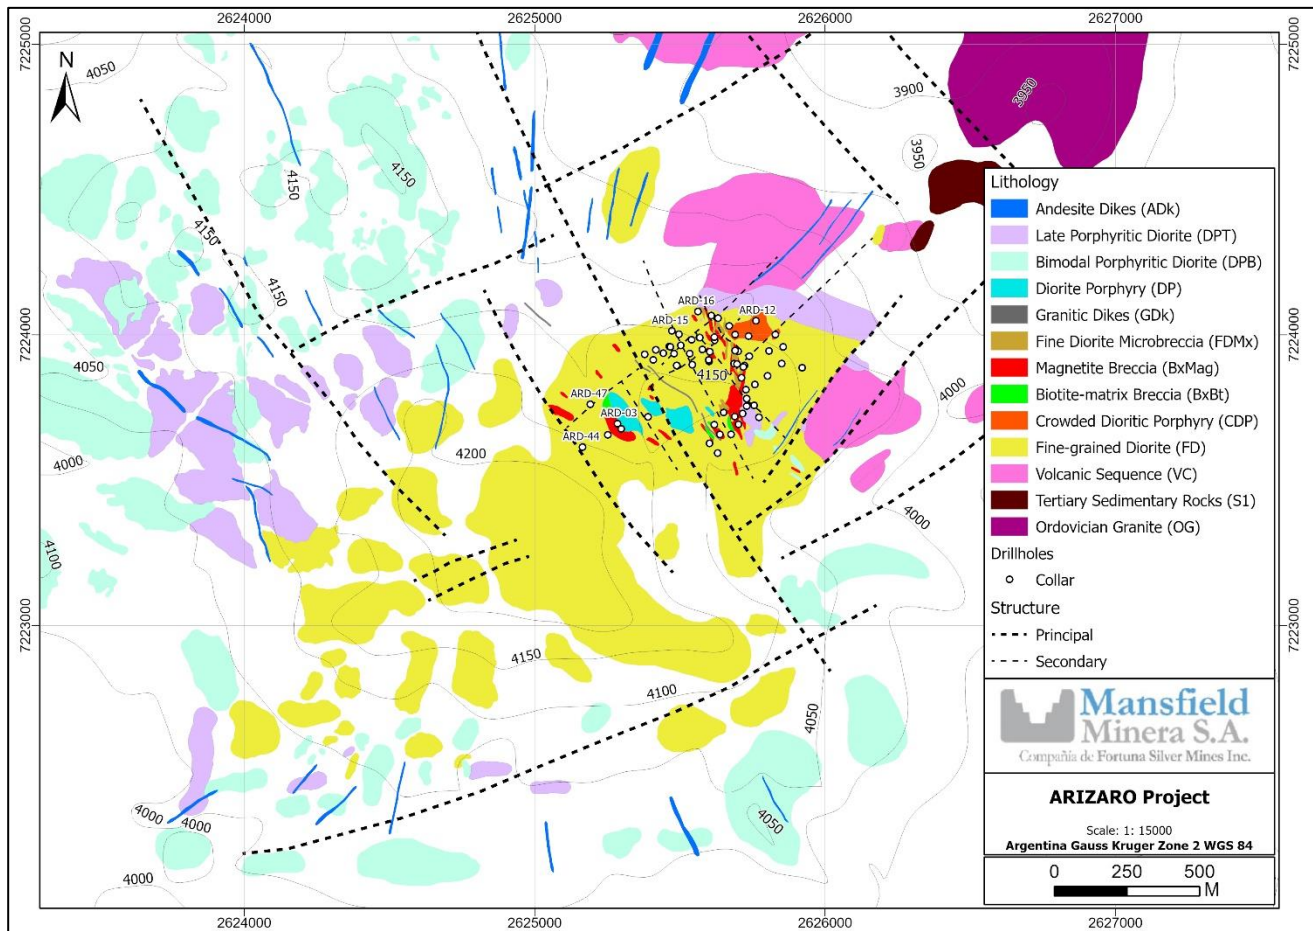 2624000
2625000
2626000
2627000
7225000
7225000
N
4050
3900
3950
3950
4150
4150
4150
4150
ARD-16
ARD-12
ARD-15
7224000
7224000
4050
4150
ARD-47
ARD-03
ARD-44
4000
4000
4200
4000
4100
7223000
7223000
4150
4100
4050
4050
4000
4000
4000
Lithology
Andesite Dikes (ADk)
Late Porphyritic Diorite (DPT)
Bimodal Porphyritic Diorite (DPB)
Diorite Porphyry (DP)
Granitic Dikes (GDk)
Fine Diorite Microbreccia (FDMx)
Magnetite Breccia (BxMag)
Biotite-matrix Breccia (BxBt)
Crowded Dioritic Porphyry (CDP)
Fine-grained Diorite (FD)
Volcanic Sequence (VC)
Tertiary Sedimentary Rocks (S1)
Ordovician Granite (OG)
Drillholes
Collar
Structure
Principal
Secondary
Mansfield
Minera S.A.
Compañia de Fortuna Silver Mines Inc.
ARIZARO Project
Scale: 1: 15000
Argentina Gauss Kruger Zone 2 WGS 84
0 250 500
M
2624000
2625000
2626000
2627000